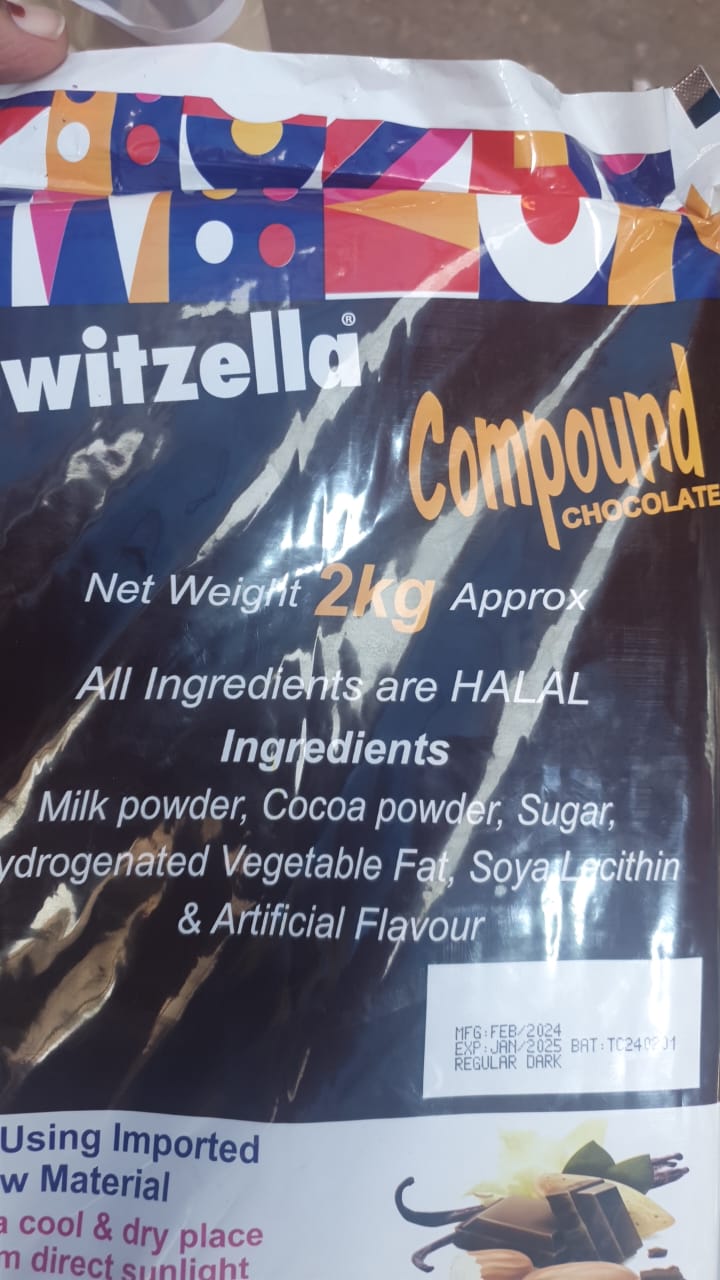 witzella®
Compound
CHOCOLATE
Net Weight 2kg Approx
All Ingredients are HALAL
Ingredients
Milk powder, Cocoa powder, Sugar,
ydrogenated Vegetable Fat, Soya Lecithin
& Artificial Flavour
MFG:FEB/2024
EXP:JAN/2025 BAT:
REGULAR DARK
Using Imported
w Material
a cool & dry place
m direct sunlight